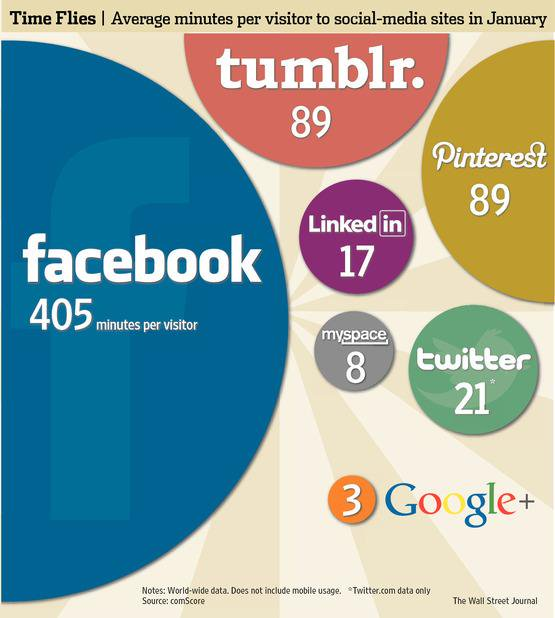 Time Flies | Average minutes per visitor to social-media sites in January
tumblr.
89
Pinterest
89
Linked in
17
facebook
405 minutes per visitor
myspace
8
twitter
21*
3 Google+
Notes: World-wide data. Does not include mobile usage. *Twitter.com data only
Source: comScore
The Wall Street Journal